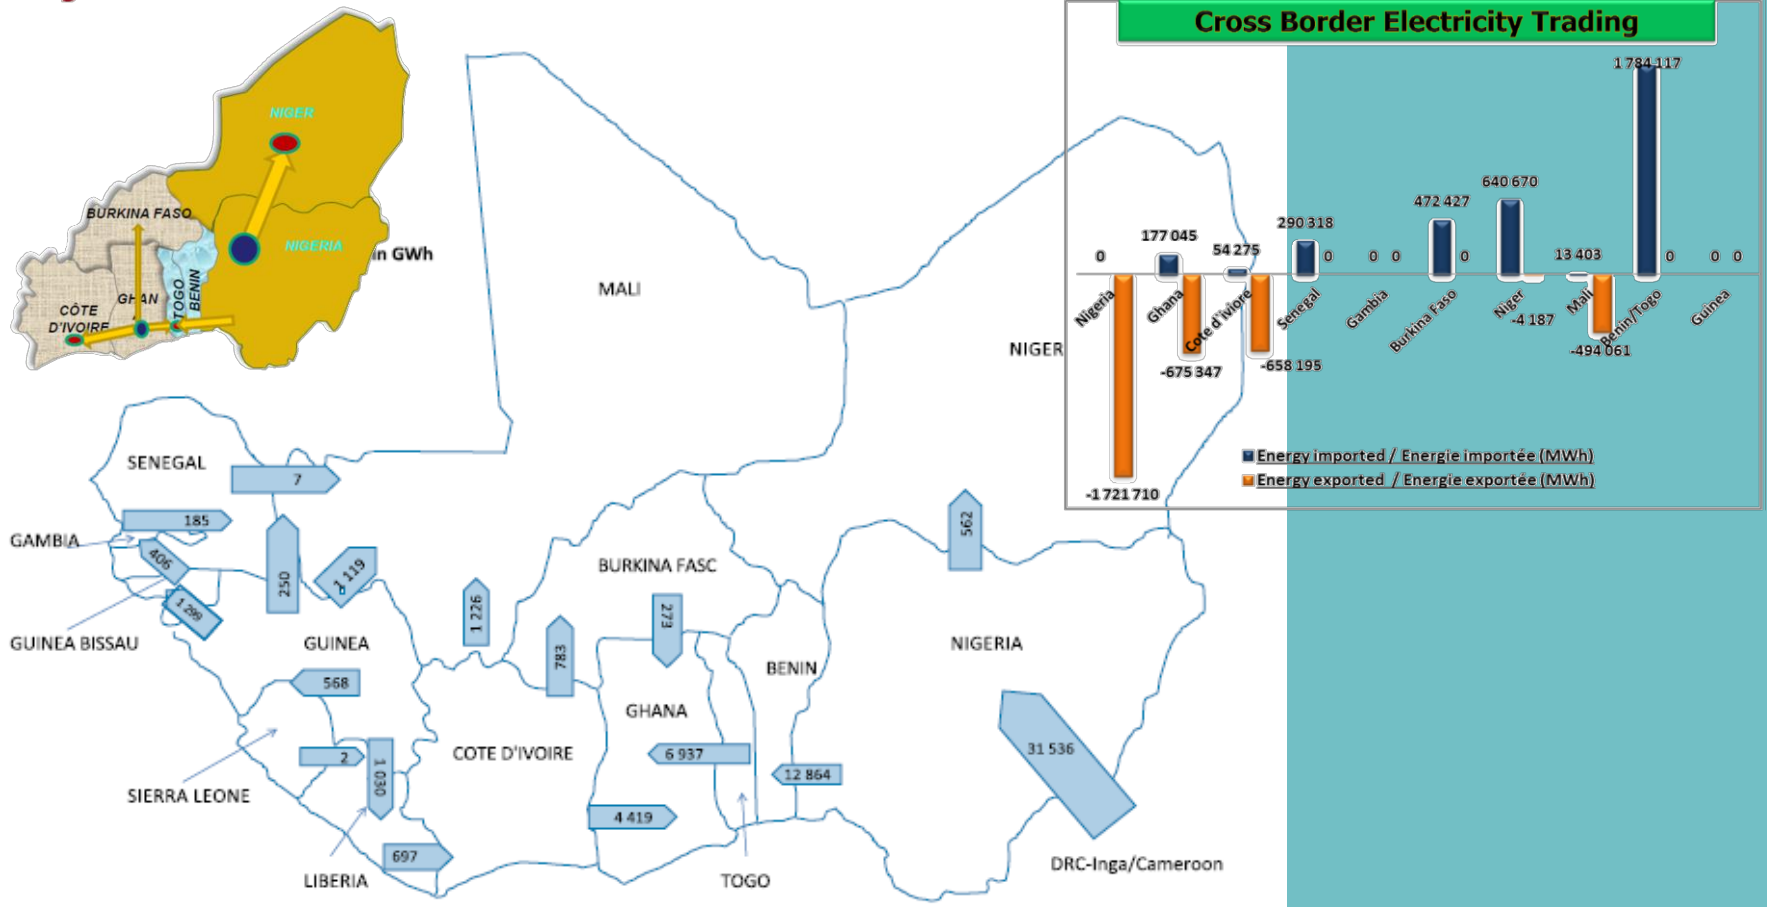 Cross Border Electricity Trading
1 784 117
640 670
472 427
290 318
177 045
54 275
13 403
0
0
0 0
0
0
0 0
Nigeria
Ghana
Cote d'iviore
Senegal
Gambia
Burkina Faso
Niger
Mali
Benin/Togo
Guinea
-4 187
-494 061
-675 347
-658 195
-1 721 710
Energy imported / Energie importée (MWh)
Energy exported / Energie exportée (MWh)
NIGER
BURKINA FASO
NIGERIA
in GWh
GHAN
TOGO
BENIN
CÔTE
D'IVOIRE
MALI
NIGER
SENEGAL
7
185
GAMBIA
406
250
1 119
1 299
GUINEA BISSAU
GUINEA
568
2
1 030
SIERRA LEONE
697
LIBERIA
1 226
783
BURKINA FASC
273
562
COTE D'IVOIRE
GHANA
BENIN
NIGERIA
6 937
12 864
4 419
31 536
TOGO
DRC-Inga/Cameroon